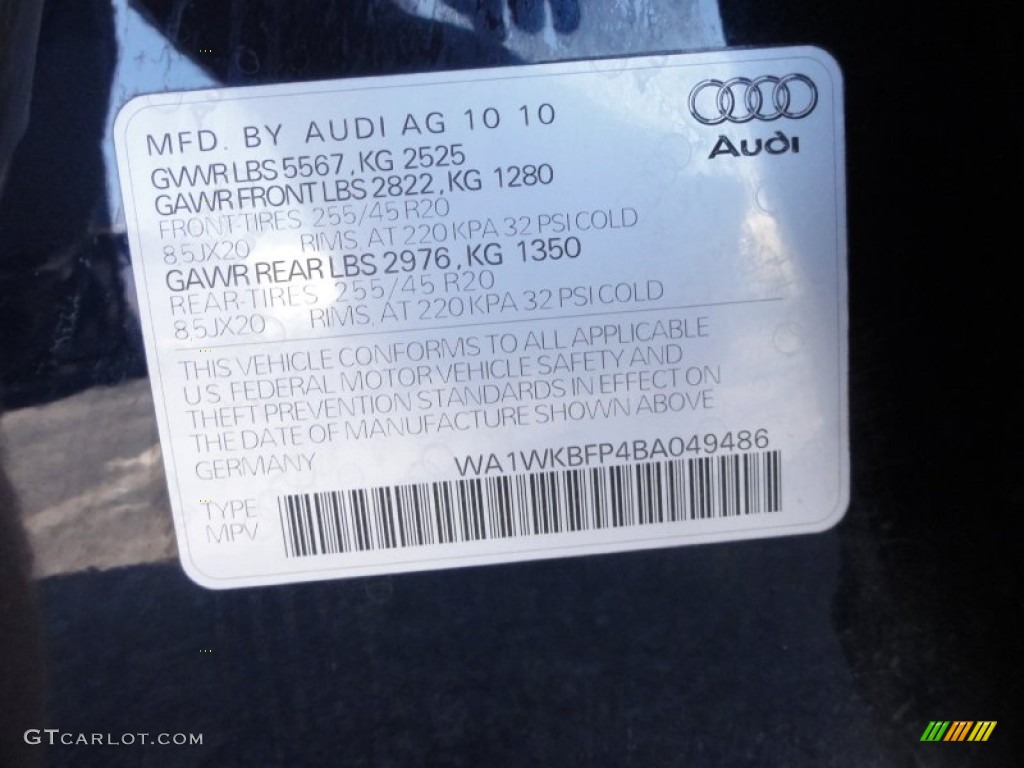 MFD. BY AUDI AG 10 10
Audi
GVWR LBS 5567, KG 2525
GAWR FRONT LBS 2822, KG 1280
FRONT-TIRES 255/45 R20
8,5JX20 RIMS, AT 220 KPA 32 PSI COLD
GAWR REAR LBS 2976, KG 1350
REAR-TIRES 255/45 R20
8,5JX20 RIMS, AT 220 KPA 32 PSI COLD
THIS VEHICLE CONFORMS TO ALL APPLICABLE
U.S. FEDERAL MOTOR VEHICLE SAFETY AND
THEFT PREVENTION STANDARDS IN EFFECT ON
THE DATE OF MANUFACTURE SHOWN ABOVE
GERMANY WA1WKBFP4BA049486
TYPE
MPV
GTCARLOT.COM